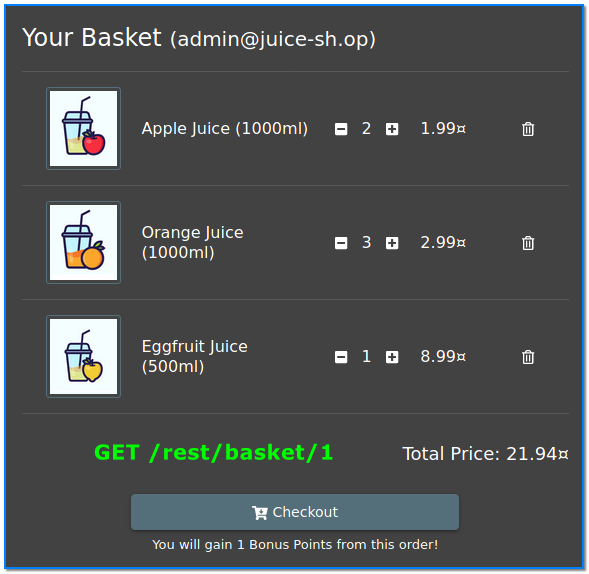 Your Basket (admin@juice-sh.op)
Apple Juice (1000ml) 2 1.99¤
Orange Juice
(1000ml) 3 2.99¤
Eggfruit Juice
(500ml) 1 8.99¤
GET /rest/basket/1 Total Price: 21.94¤
Checkout
You will gain 1 Bonus Points from this order!